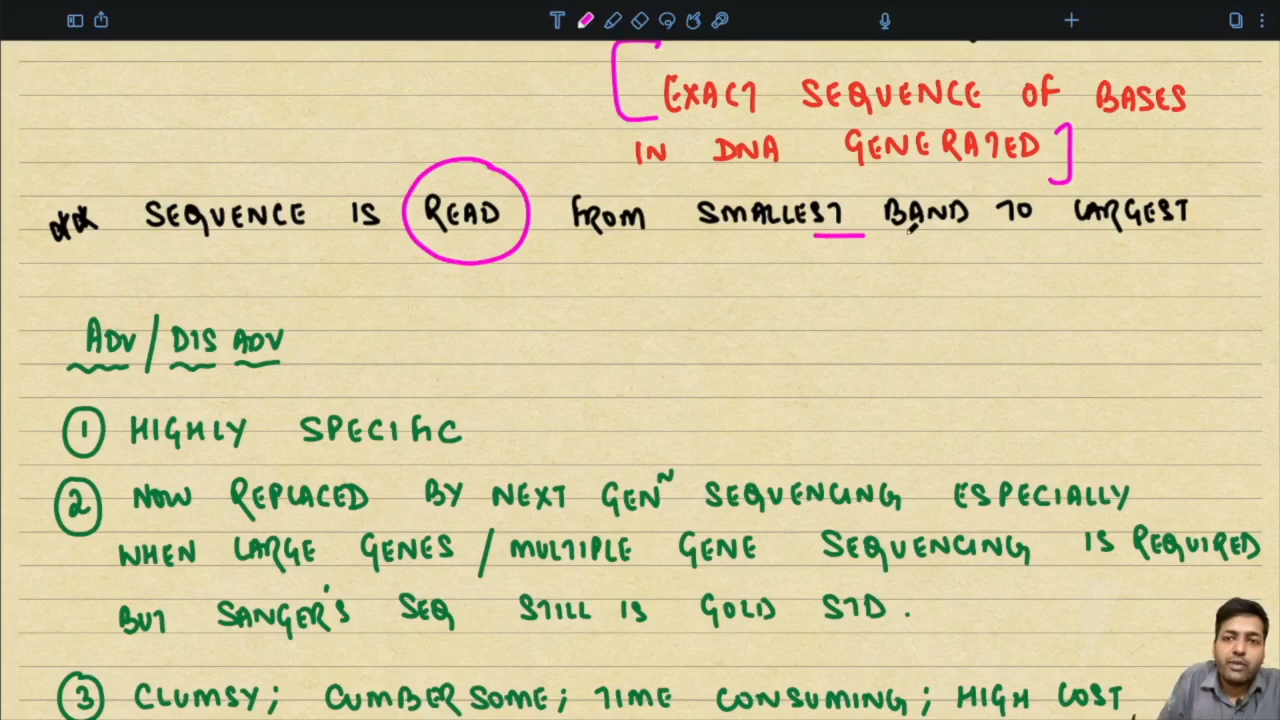 EXACT SEQUENCE OF BASES
IN DNA GENERATED
** SEQUENCE IS READ FROM SMALLEST BAND TO LARGEST
ADV / DIS ADV
1 HIGHLY SPECIFIC
2 NOW REPLACED BY NEXT GENⁿ SEQUENCING ESPECIALLY
WHEN LARGE GENES / MULTIPLE GENE SEQUENCING IS REQUIRED
BUT SANGER'S SEQ STILL IS GOLD STD.
3 CLUMSY; CUMBERSOME; TIME CONSUMING; HIGH COST